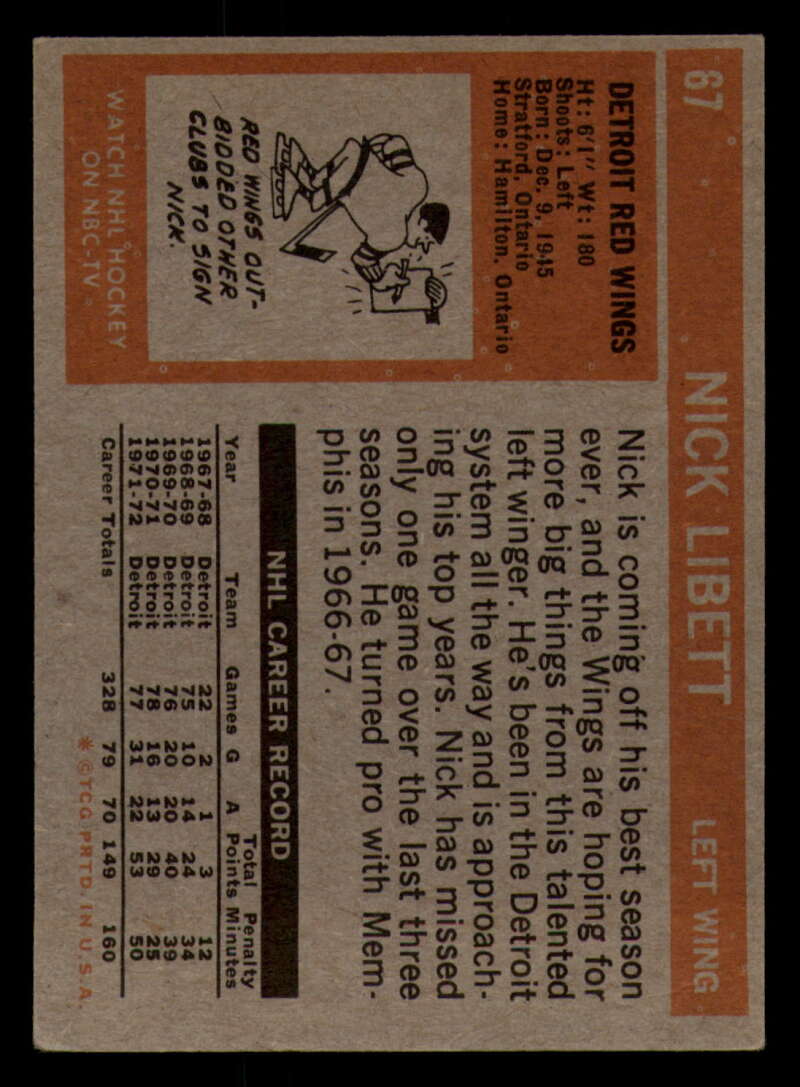 67 NICK LIBETT LEFT WING
DETROIT RED WINGS
Ht: 6'1" Wt: 180
Shoots: Left
Born: Dec. 9, 1945
Stratford, Ontario
Home: Hamilton, Ontario
RED WINGS OUT-
BIDDED OTHER
CLUBS TO SIGN
NICK.
WATCH NHL HOCKEY
ON NBC-TV
Nick is coming off his best season
ever, and the Wings are hoping for
more big things from this talented
left winger. He's been in the Detroit
system all the way and is approach-
ing his top years. Nick has missed
only one game over the last three
seasons. He turned pro with Mem-
phis in 1966-67.
NHL CAREER RECORD
Total Penalty
Year Team Games G A Points Minutes
1967-68 Detroit 22 2 1 3 12
1968-69 Detroit 75 10 14 24 34
1969-70 Detroit 76 20 20 40 39
1970-71 Detroit 78 16 13 29 25
1971-72 Detroit 77 31 22 53 50
Career Totals 328 79 70 149 160
* © TCG PRTD. IN U.S.A.